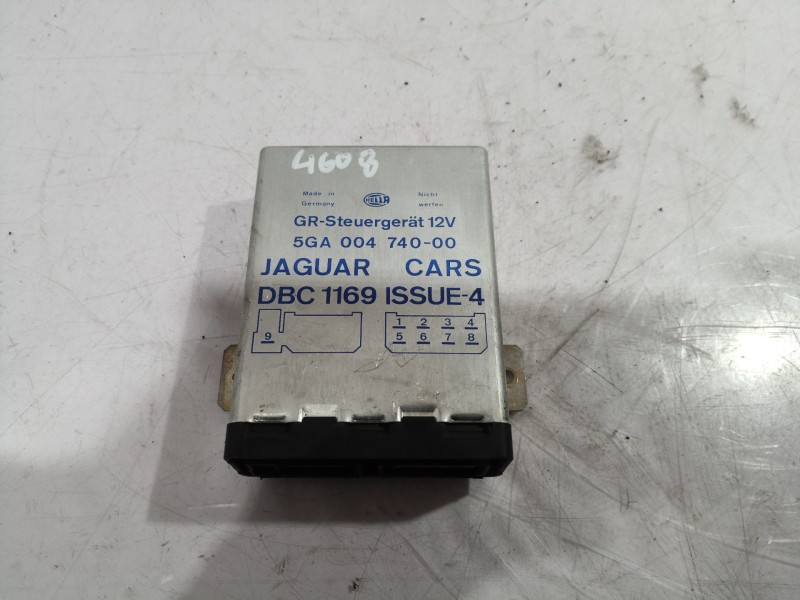 4608
Made in Germany HELLA Nicht werfen
GR-Steuergerät 12V
5GA 004 740-00
JAGUAR CARS
DBC 1169 ISSUE-4
1 2 3 4
9 5 6 7 8